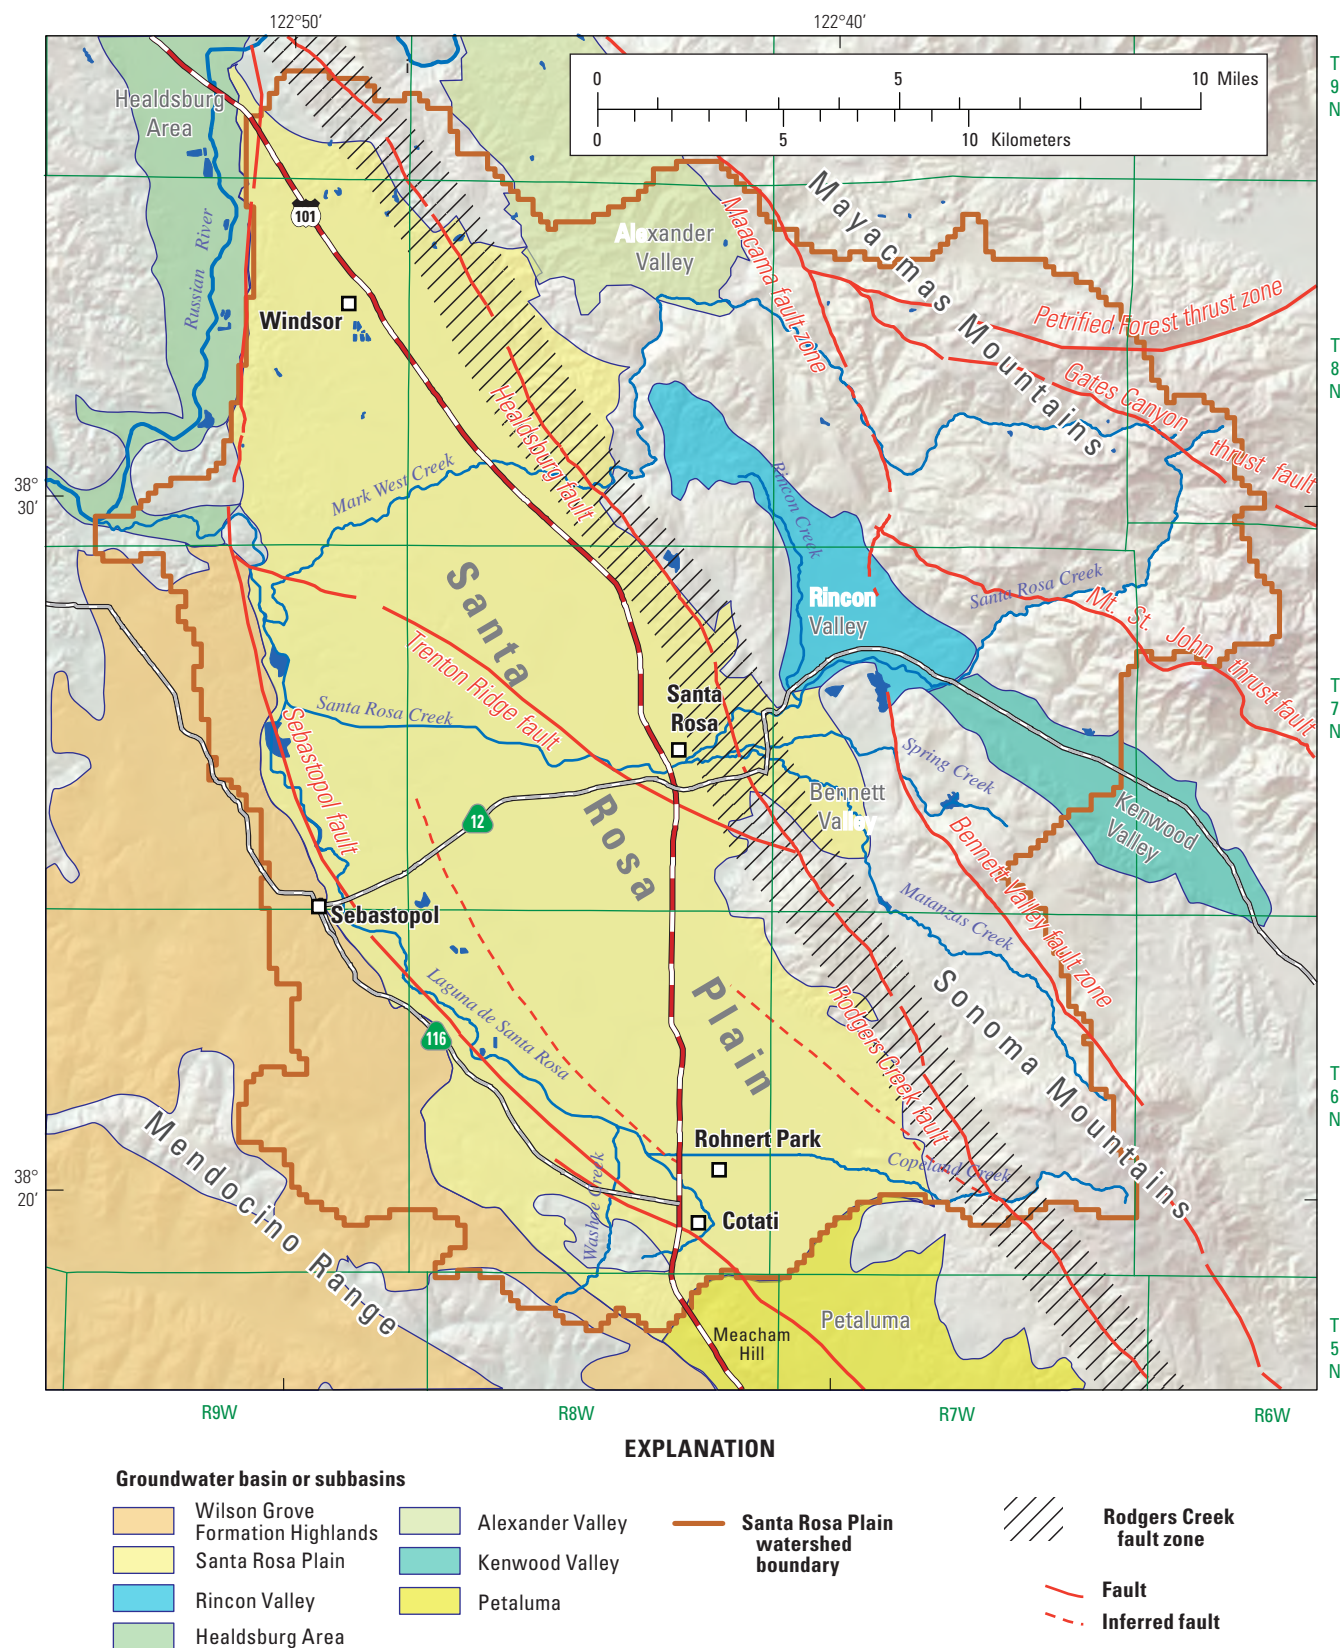 122°50′
122°40′
0 5 10 Miles
0 5 10 Kilometers
T
9
N
Healdsburg
Area
101
Russian River
Alexander
Valley
Mayacmas Mountains
Maacama fault zone
Petrified Forest thrust zone
Windsor
T
8
N
Gates Canyon thrust fault
Healdsburg fault
Mark West Creek
Rincon Creek
38°
30′
Santa Rosa Plain
Rincon
Valley
Santa Rosa Creek
Mt. St. John thrust fault
Trenton Ridge fault
Santa
Rosa
T
7
N
Santa Rosa Creek
Sebastopol fault
Spring Creek
Bennett
Valley
Kenwood
Valley
12
Bennett Valley fault zone
Sebastopol
Matanzas Creek
Laguna de Santa Rosa
Sonoma Mountains
Rodgers Creek fault
116
T
6
N
Mendocino Range
Rohnert Park
Copeland Creek
38°
20′
Washoe Creek
Cotati
Petaluma
Meacham
Hill
T
5
N
R9W
R8W
R7W
R6W
EXPLANATION
Groundwater basin or subbasins
Wilson Grove
Formation Highlands
Santa Rosa Plain
Rincon Valley
Healdsburg Area
Alexander Valley
Kenwood Valley
Petaluma
Santa Rosa Plain
watershed
boundary
Rodgers Creek
fault zone
Fault
Inferred fault